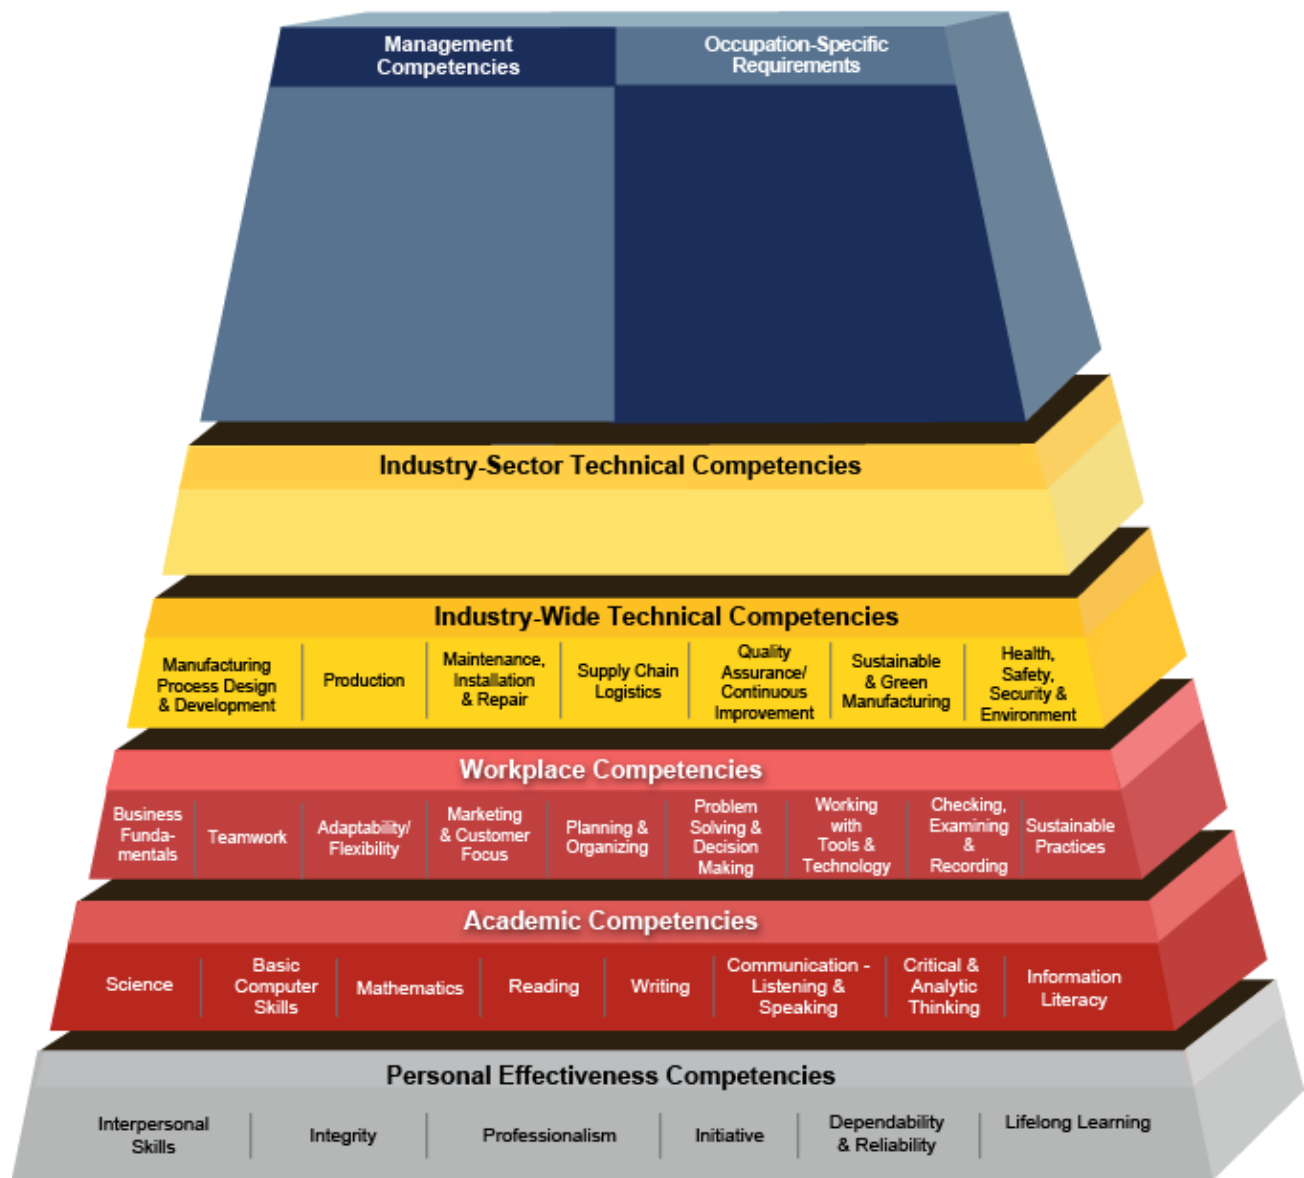 Management
Competencies
Occupation-Specific
Requirements
Industry-Sector Technical Competencies
Industry-Wide Technical Competencies
Manufacturing
Process Design
& Development
Production
Maintenance,
Installation
& Repair
Supply Chain
Logistics
Quality
Assurance/
Continuous
Improvement
Sustainable
& Green
Manufacturing
Health,
Safety,
Security &
Environment
Workplace Competencies
Business
Funda-
mentals
Teamwork
Adaptability/
Flexibility
Marketing
& Customer
Focus
Planning &
Organizing
Problem
Solving &
Decision
Making
Working
with
Tools &
Technology
Checking,
Examining
&
Recording
Sustainable
Practices
Academic Competencies
Science
Basic
Computer
Skills
Mathematics
Reading
Writing
Communication -
Listening &
Speaking
Critical &
Analytic
Thinking
Information
Literacy
Personal Effectiveness Competencies
Interpersonal
Skills
Integrity
Professionalism
Initiative
Dependability
& Reliability
Lifelong Learning